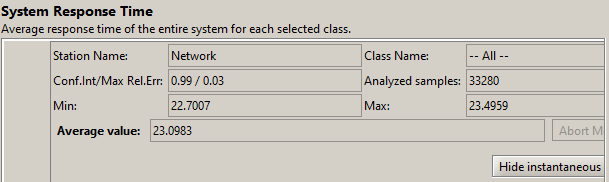 System Response Time
Average response time of the entire system for each selected class.
Station Name: Network Class Name: -- All --
Conf.Int/Max Rel.Err: 0.99 / 0.03 Analyzed samples: 33280
Min: 22.7007 Max: 23.4959
Average value: 23.0983 Abort M
Hide instantaneous